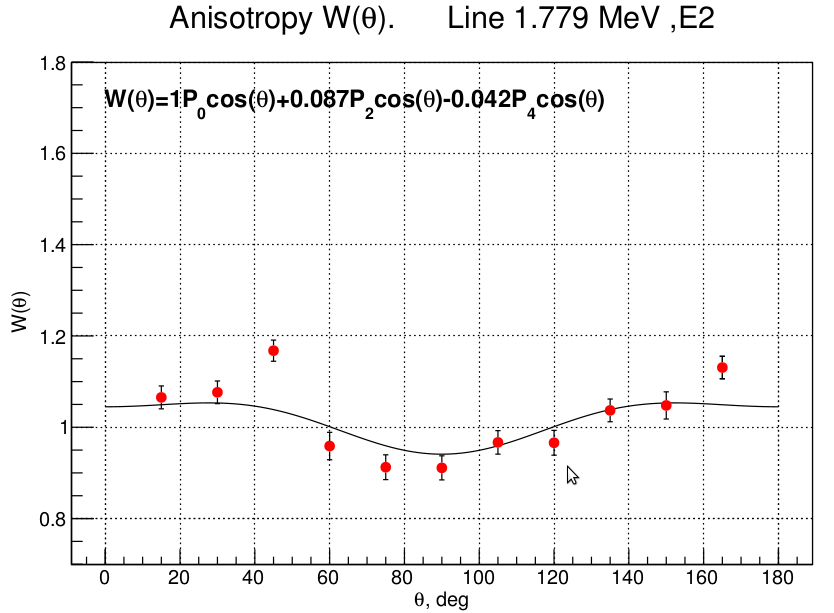 Anisotropy W(θ). Line 1.779 MeV ,E2
W(θ)=1P0cos(θ)+0.087P2cos(θ)-0.042P4cos(θ)
1.8
1.6
1.4
1.2
1
0.8
W(θ)
0 20 40 60 80 100 120 140 160 180
θ, deg